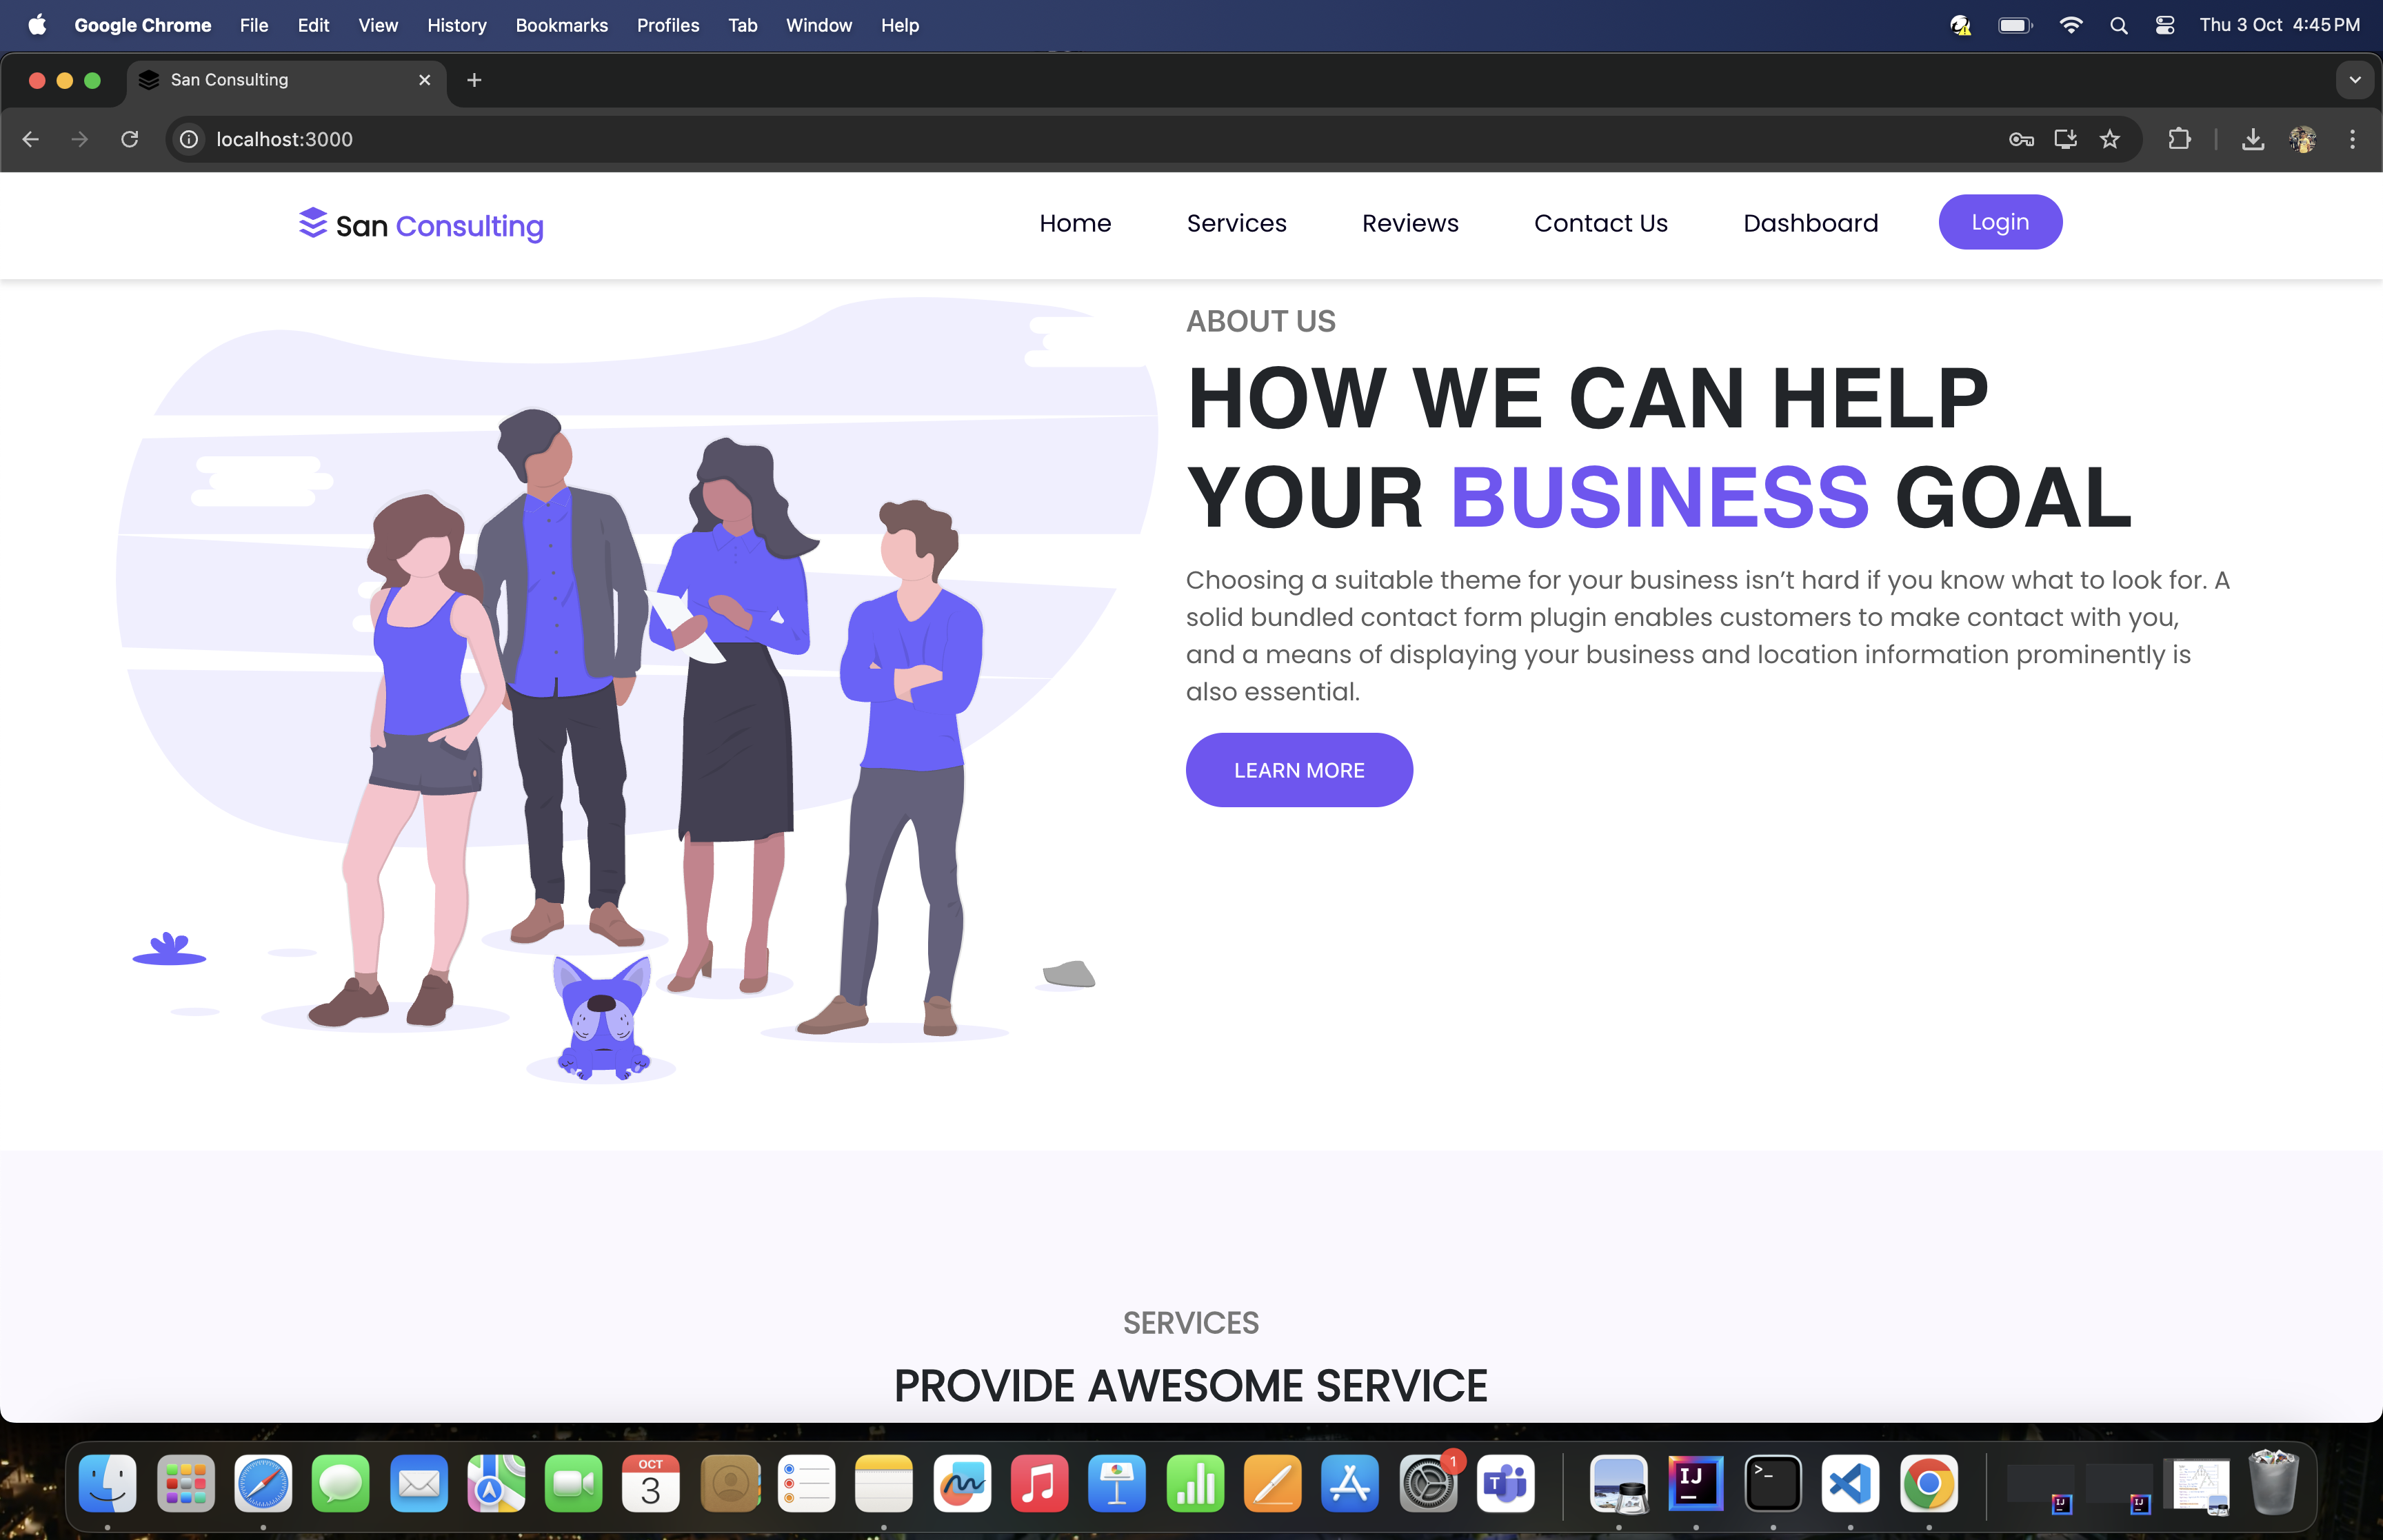 Google Chrome File Edit View History Bookmarks Profiles Tab Window Help Thu 3 Oct 4:45 PM
San Consulting
localhost:3000
San Consulting Home Services Reviews Contact Us Dashboard Login
ABOUT US
HOW WE CAN HELP
YOUR BUSINESS GOAL
Choosing a suitable theme for your business isn’t hard if you know what to look for. A
solid bundled contact form plugin enables customers to make contact with you,
and a means of displaying your business and location information prominently is
also essential.
LEARN MORE
SERVICES
PROVIDE AWESOME SERVICE
OCT
3
1
T
IJ
>_
IJ
IJ